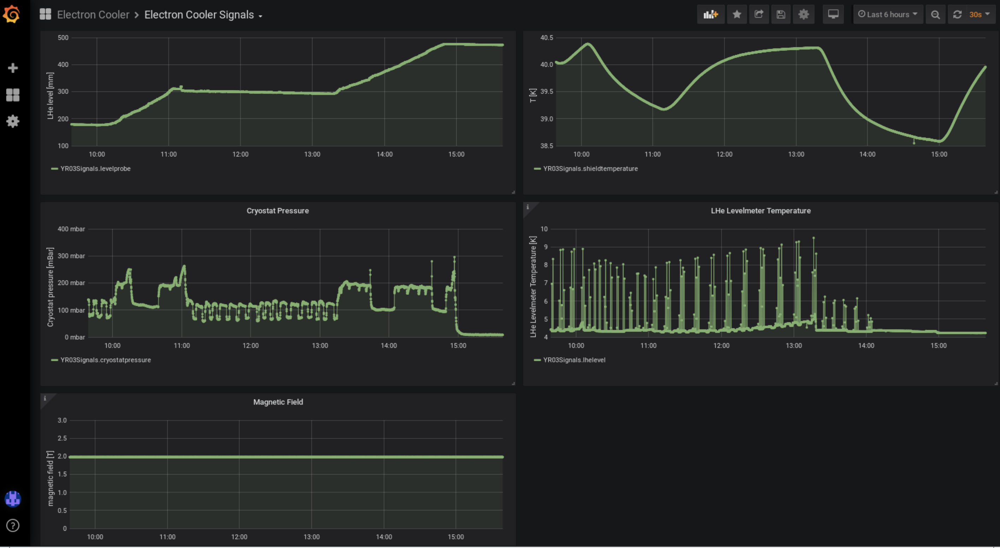 Electron Cooler > Electron Cooler Signals
Last 6 hours
30s
500
400
300
200
100
LHe level [mm]
10:00 11:00 12:00 13:00 14:00 15:00
YR03Signals.levelprobe
40.5
40.0
39.5
39.0
38.5
T [K]
10:00 11:00 12:00 13:00 14:00 15:00
YR03Signals.shieldtemperature
Cryostat Pressure
400 mbar
300 mbar
200 mbar
100 mbar
0 mbar
Cryostat pressure [mBar]
10:00 11:00 12:00 13:00 14:00 15:00
YR03Signals.cryostatpressure
i
LHe Levelmeter Temperature
10
9
8
7
6
5
4
LHe Levelmeter Temperature [K]
10:00 11:00 12:00 13:00 14:00 15:00
YR03Signals.lhelevel
i
Magnetic Field
3.0
2.5
2.0
1.5
1.0
0.5
0
magnetic field [T]
10:00 11:00 12:00 13:00 14:00 15:00
?